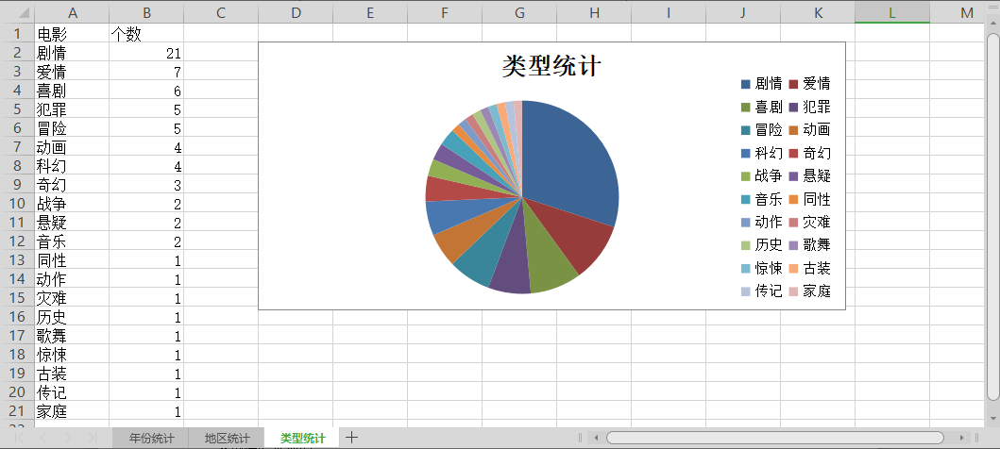 A B C D E F G H I J K L M
1 电影 个数
2 剧情 21
3 爱情 7
4 喜剧 6
5 犯罪 5
6 冒险 5
7 动画 4
8 科幻 4
9 奇幻 3
10 战争 2
11 悬疑 2
12 音乐 2
13 同性 1
14 动作 1
15 灾难 1
16 历史 1
17 歌舞 1
18 惊悚 1
19 古装 1
20 传记 1
21 家庭 1
类型统计
剧情 爱情
喜剧 犯罪
冒险 动画
科幻 奇幻
战争 悬疑
音乐 同性
动作 灾难
历史 歌舞
惊悚 古装
传记 家庭
年份统计 地区统计 类型统计